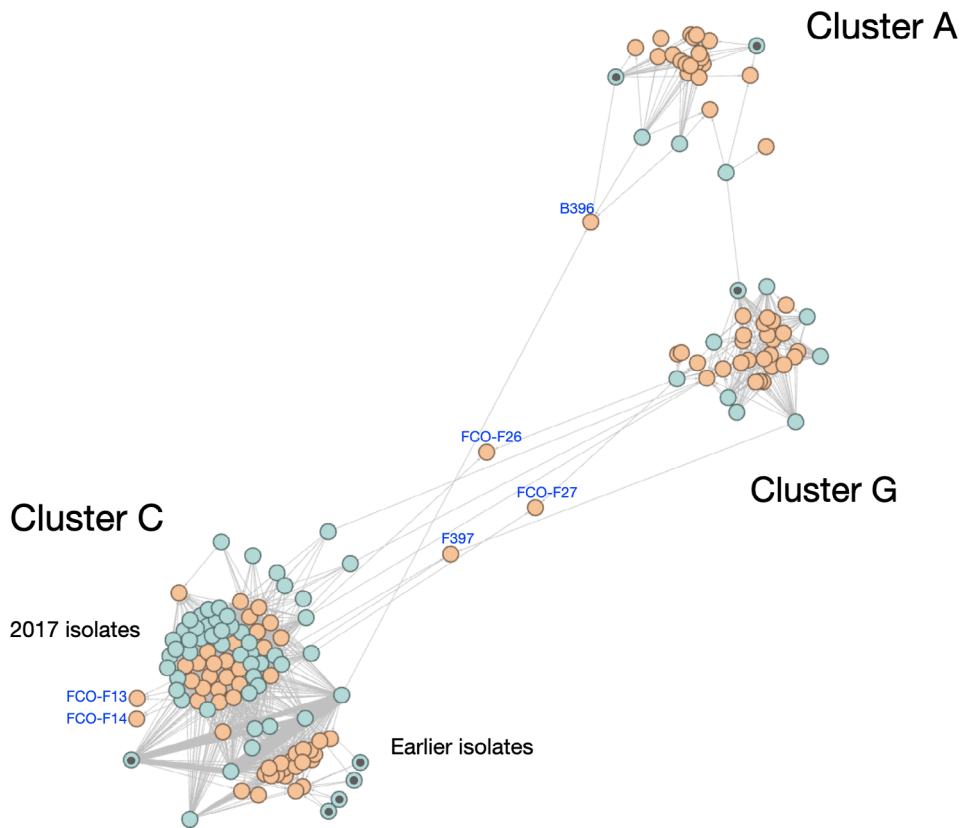 Cluster A
B396
FCO-F26
Cluster G
FCO-F27
Cluster C
F397
2017 isolates
FCO-F13
FCO-F14
Earlier isolates